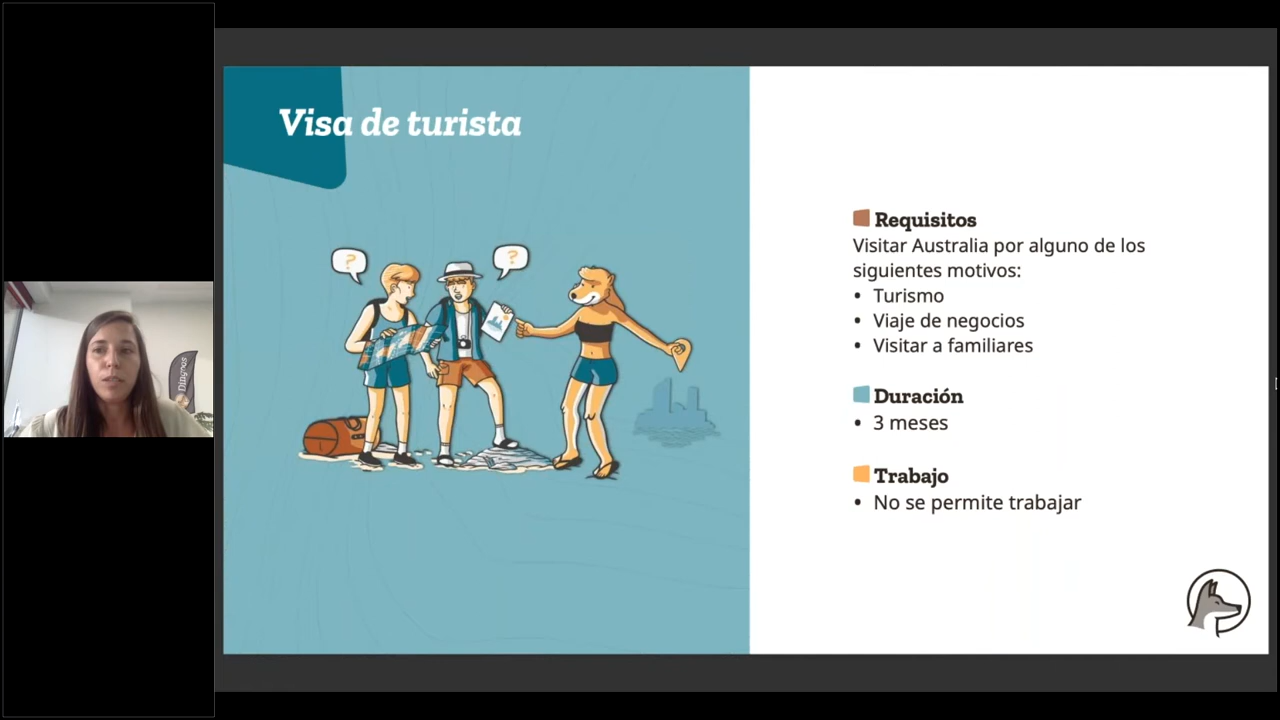 Visa de turista
?
?
Requisitos
Visitar Australia por alguno de los
siguientes motivos:
• Turismo
• Viaje de negocios
• Visitar a familiares
Duración
• 3 meses
Trabajo
• No se permite trabajar
Dingoos